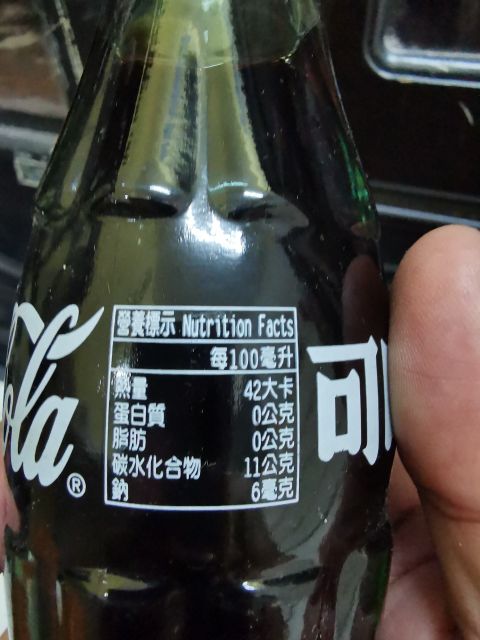 營養標示 Nutrition Facts
每100毫升
熱量 42大卡
蛋白質 0公克
脂肪 0公克
碳水化合物 11公克
鈉 6毫克
ola®
可